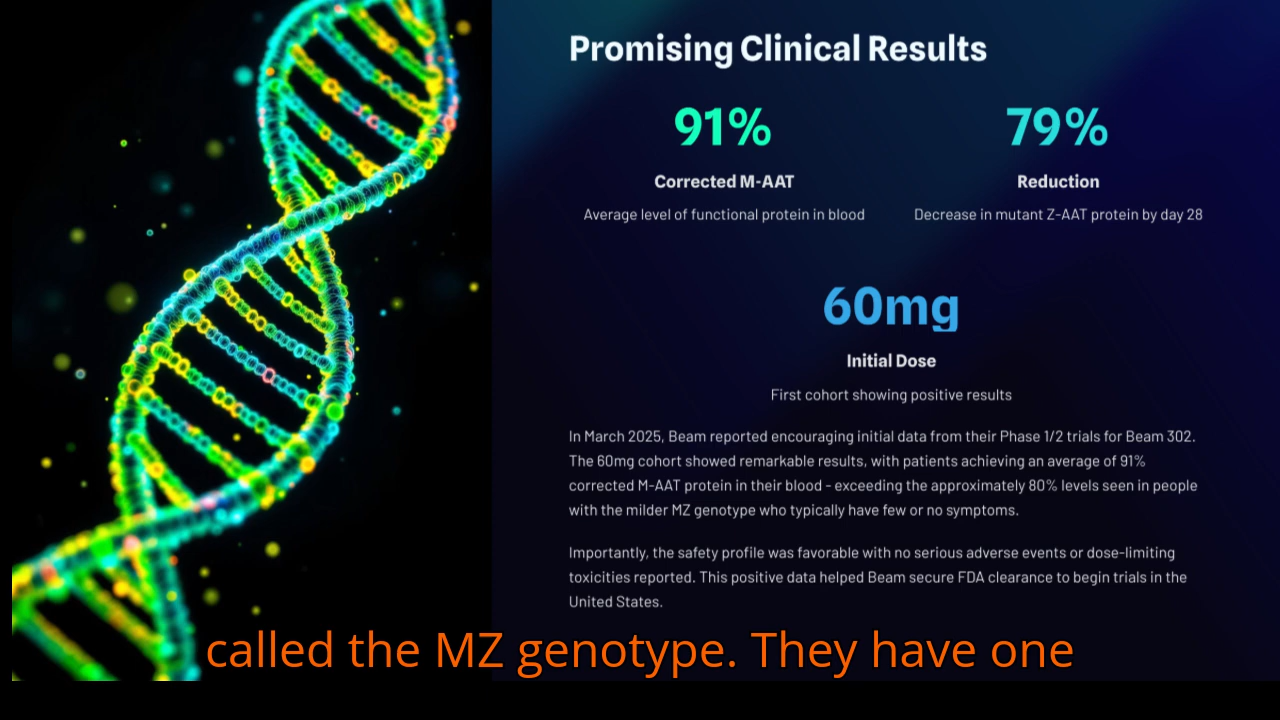 Promising Clinical Results
91%
79%
Corrected M-AAT
Reduction
Average level of functional protein in blood
Decrease in mutant Z-AAT protein by day 28
60mg
Initial Dose
First cohort showing positive results
In March 2025, Beam reported encouraging initial data from their Phase 1/2 trials for Beam 302.
The 60mg cohort showed remarkable results, with patients achieving an average of 91%
corrected M-AAT protein in their blood - exceeding the approximately 80% levels seen in people
with the milder MZ genotype who typically have few or no symptoms.
Importantly, the safety profile was favorable with no serious adverse events or dose-limiting
toxicities reported. This positive data helped Beam secure FDA clearance to begin trials in the
United States.
called the MZ genotype. They have one